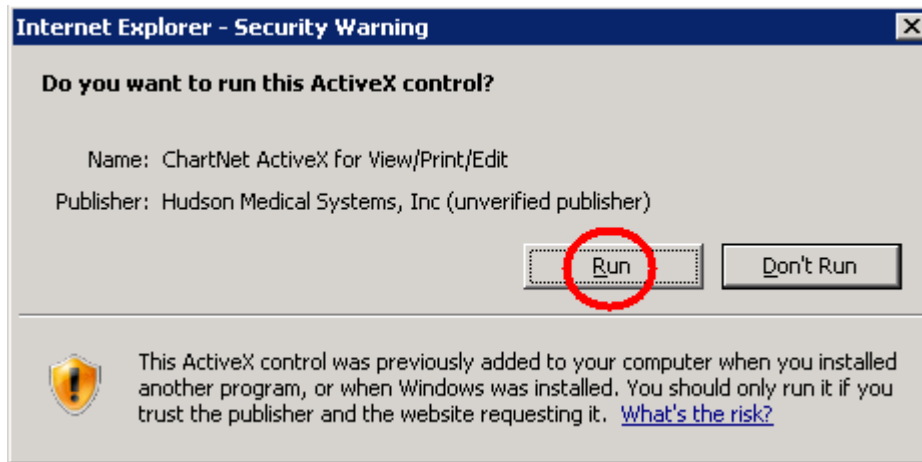 Internet Explorer - Security Warning
Do you want to run this ActiveX control?
Name: ChartNet ActiveX for View/Print/Edit
Publisher: Hudson Medical Systems, Inc (unverified publisher)
Run Don't Run
This ActiveX control was previously added to your computer when you installed
another program, or when Windows was installed. You should only run it if you
trust the publisher and the website requesting it. What's the risk?